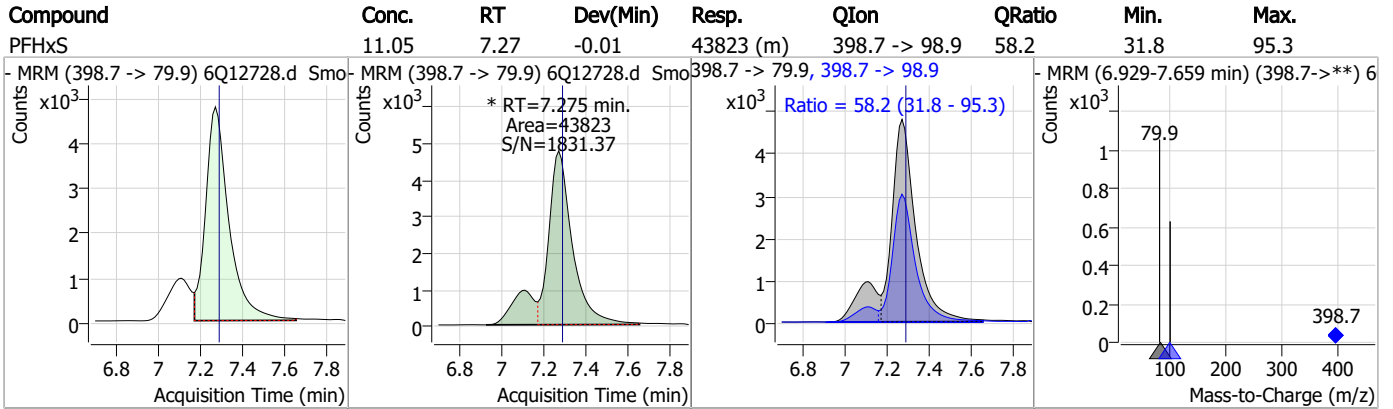 Compound Conc. RT Dev(Min) Resp. QIon QRatio Min. Max.
PFHxS 11.05 7.27 -0.01 43823 (m) 398.7 -> 98.9 58.2 31.8 95.3
- MRM (398.7 -> 79.9) 6Q12728.d Smo
Counts
x10³
5
4
3
2
1
0
6.8 7 7.2 7.4 7.6 7.8
Acquisition Time (min)
- MRM (398.7 -> 79.9) 6Q12728.d Smo
Counts
x10³
* RT=7.275 min.
Area=43823
S/N=1831.37
5
4
3
2
1
0
6.8 7 7.2 7.4 7.6 7.8
Acquisition Time (min)
398.7 -> 79.9, 398.7 -> 98.9
Counts
x10³
Ratio = 58.2 (31.8 - 95.3)
4
3
2
1
0
6.8 7 7.2 7.4 7.6 7.8
Acquisition Time (min)
- MRM (6.929-7.659 min) (398.7->**) 6
Counts
x10³
79.9
1
0.8
0.6
0.4
0.2
398.7
0
100 200 300 400
Mass-to-Charge (m/z)